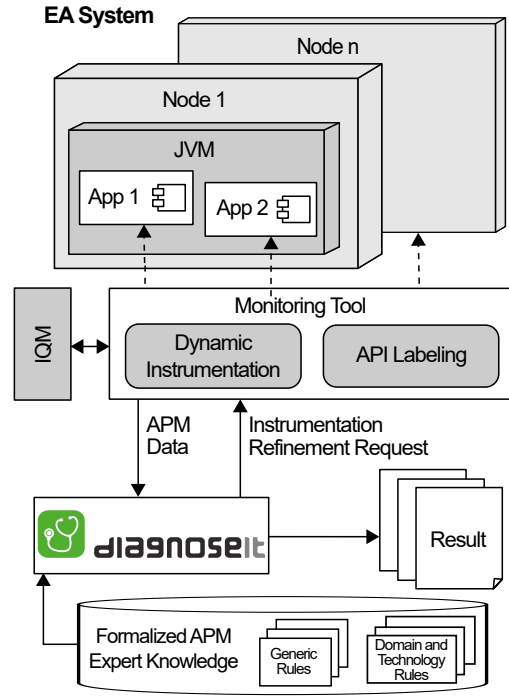 EA System
Node n
Node 1
JVM
App 1
App 2
Monitoring Tool
IQM
Dynamic
Instrumentation
API Labeling
APM
Data
Instrumentation
Refinement Request
diagnoseIt
Result
Formalized APM
Expert Knowledge
Generic
Rules
Domain and
Technology
Rules